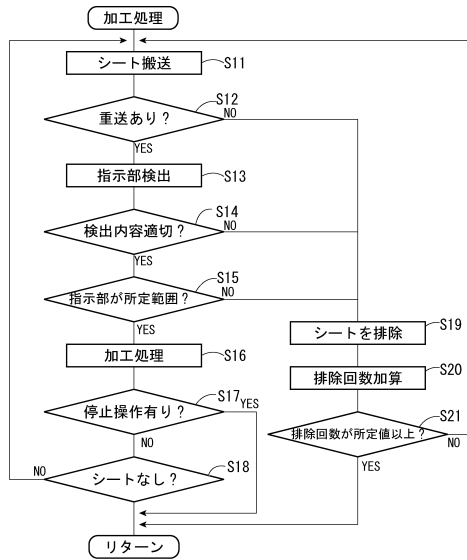 加工処理
シート搬送
S11
重送あり?
S12
NO
YES
指示部検出
S13
検出内容適切?
S14
NO
YES
指示部が所定範囲?
S15
NO
YES
加工処理
S16
停止操作有り?
S17
YES
NO
シートなし?
S18
NO
シートを排除
S19
排除回数加算
S20
排除回数が所定値以上?
S21
NO
YES
リターン